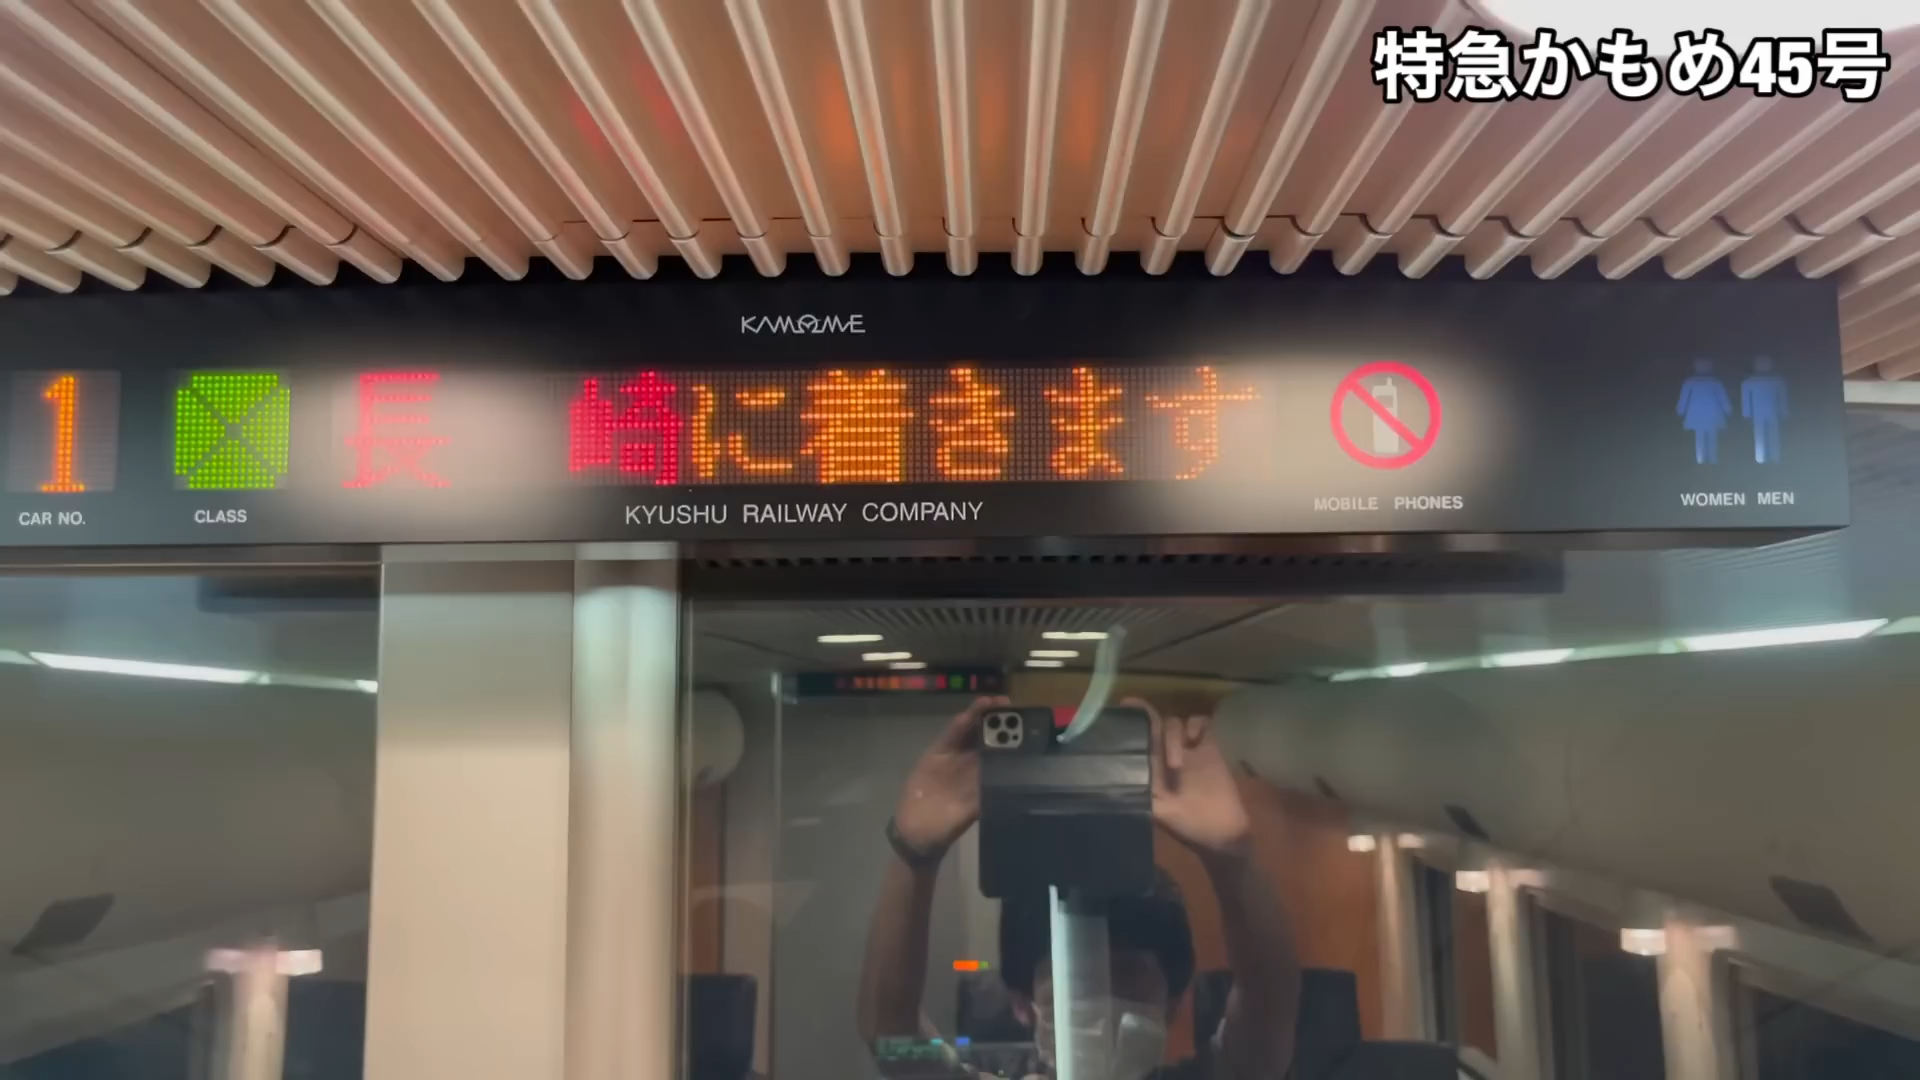 特急かもめ45号
KAMOME
1
長崎に着きます
CAR NO.
CLASS
KYUSHU RAILWAY COMPANY
MOBILE PHONES
WOMEN MEN